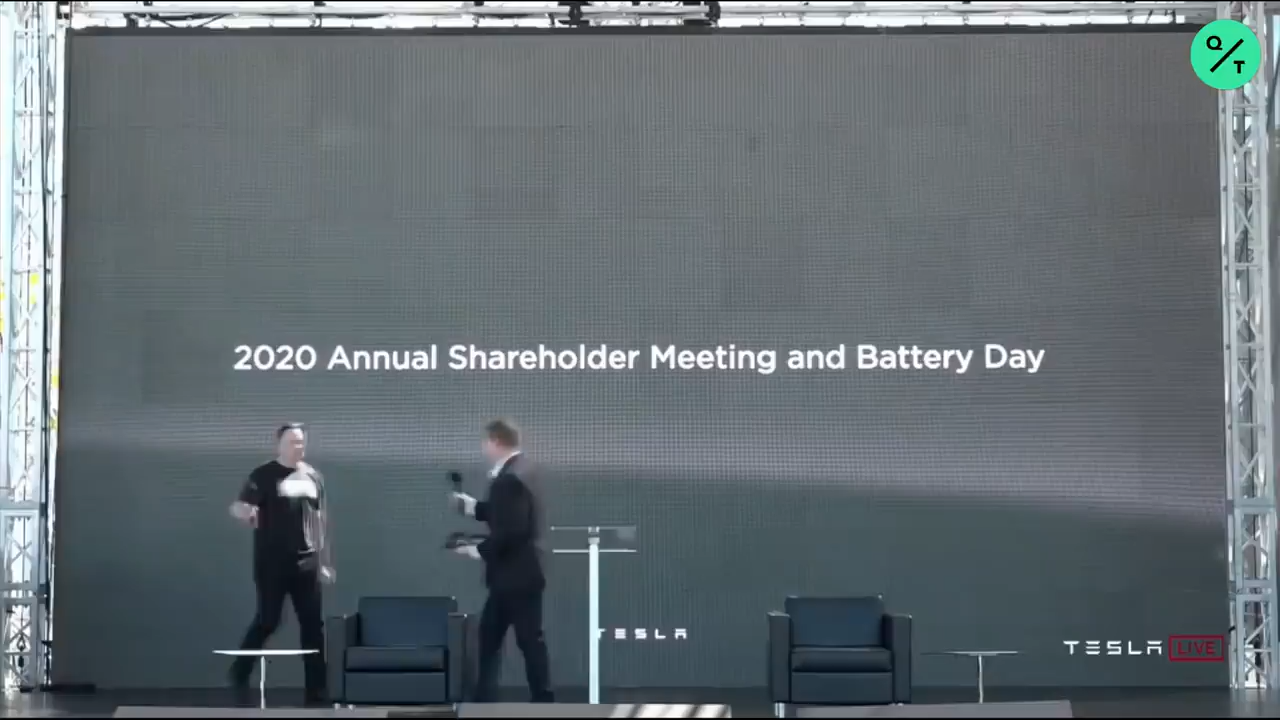 Q/T
2020 Annual Shareholder Meeting and Battery Day
TESLA
TESLA LIVE